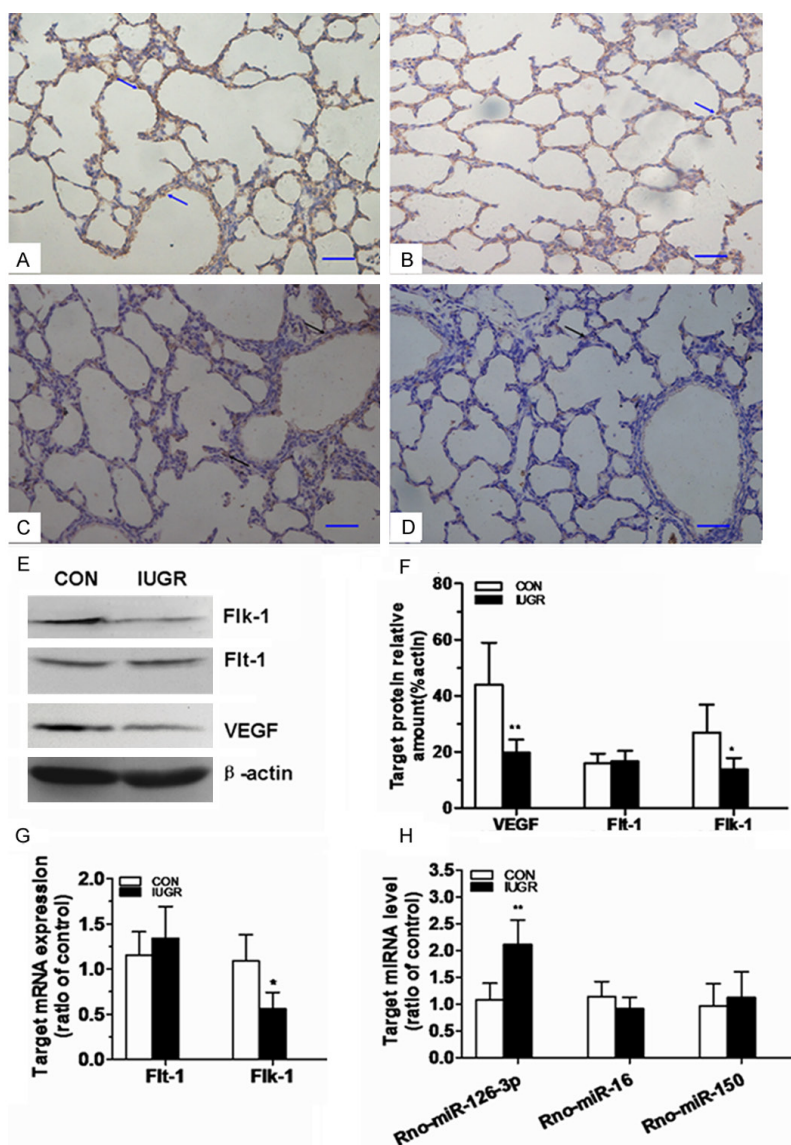 A
B
C
D
E
CON IUGR
Flk-1
Flt-1
VEGF
β-actin
F
CON
IUGR
Target protein relative
amount(%actin)
80
60
40
20
0
**
*
VEGF Flt-1 Flk-1
G
CON
IUGR
Target mRNA expression
(ratio of control)
2.0
1.5
1.0
0.5
0.0
*
Flt-1 Flk-1
H
CON
IUGR
Target miRNA level
(ratio of control)
3.5
3.0
2.5
2.0
1.5
1.0
0.5
0.0
**
Rno-miR-126-3p
Rno-miR-16
Rno-miR-150